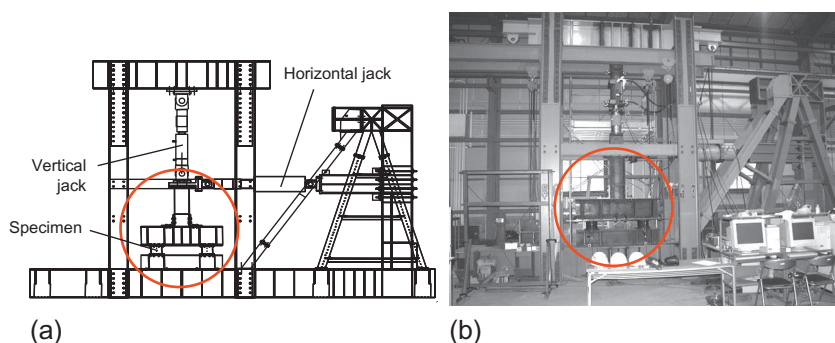 Horizontal jack
Vertical
jack
Specimen
(a)
(b)